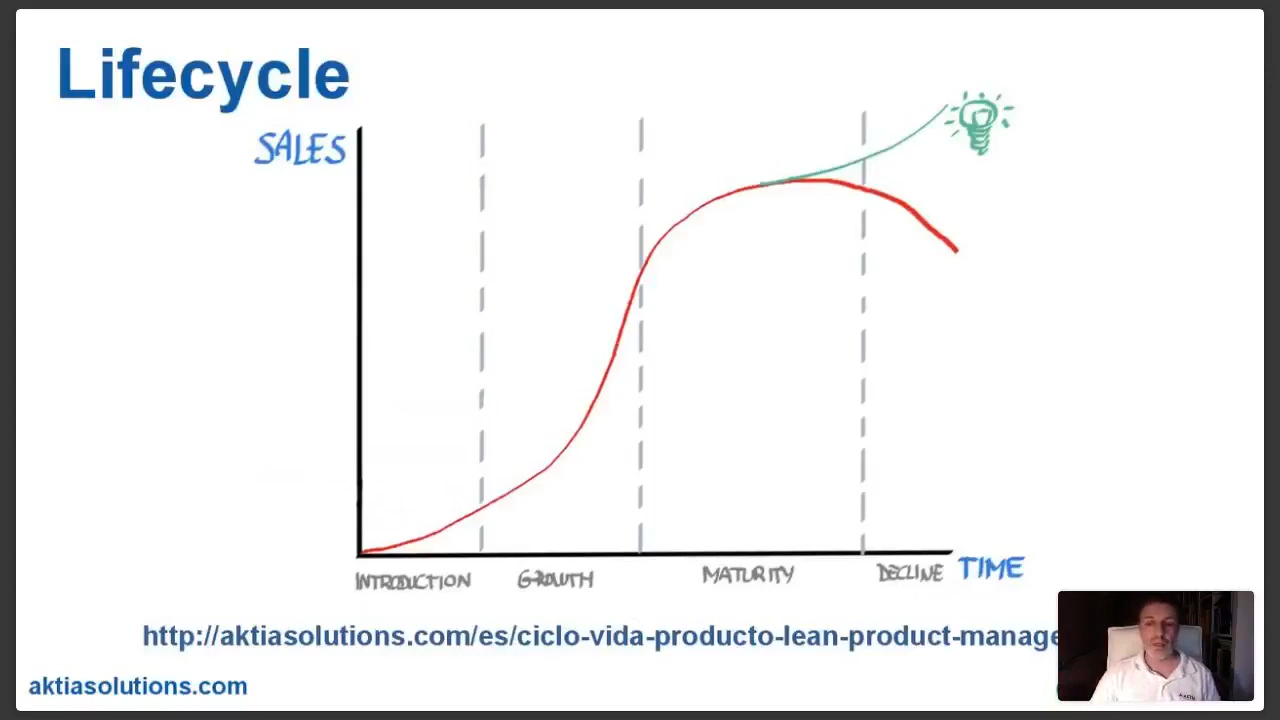 Lifecycle
SALES
INTRODUCTION GROWTH MATURITY DECLINE TIME
http://aktiasolutions.com/es/ciclo-vida-producto-lean-product-manage
aktiasolutions.com